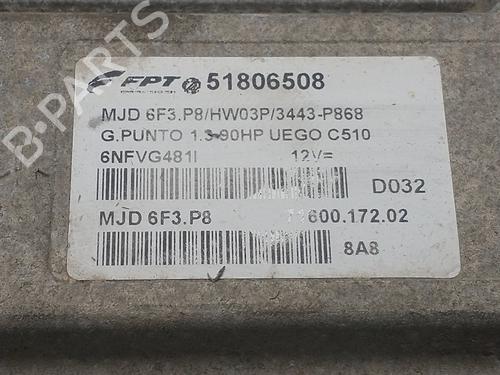 B-PARTS
FPT 51806508
MJD 6F3.P8/HW03P/3443-P868
G.PUNTO 1.3-90HP UEGO C510
6NFVG481I 12V=
D032
MJD 6F3.P8 600.172.02
8A8